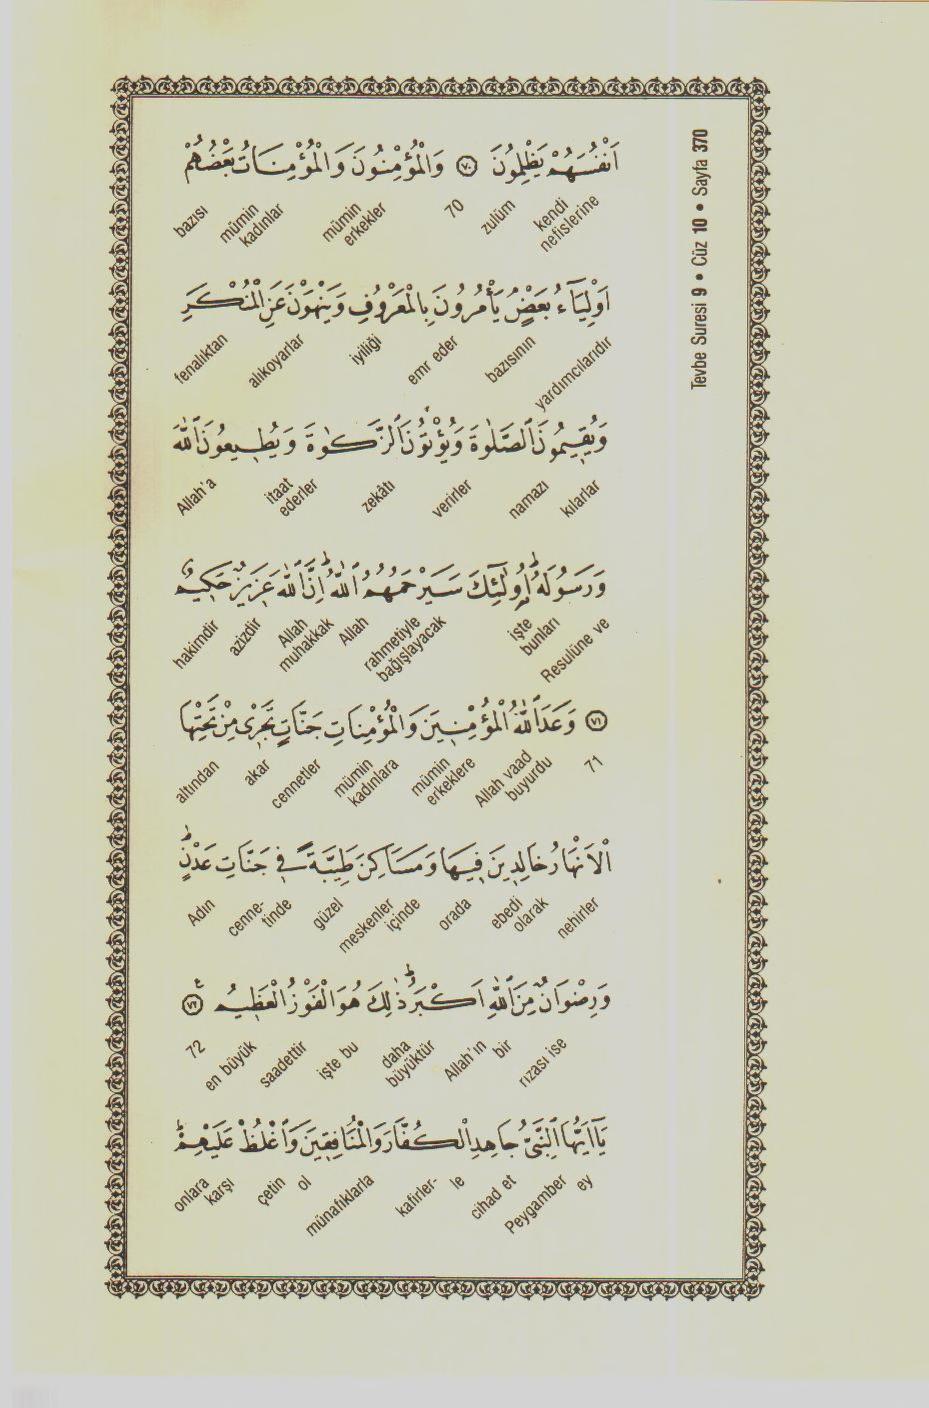 Tevbe Suresi 9 • Cüz 10 • Sayfa 370
اَنْفُسَهُمْ يَظْلِمُونَ ﴿٧٠﴾ وَالْمُؤْمِنُونَ وَالْمُؤْمِنَاتُ بَعْضُهُمْ
kendi nefislerine zulüm 70 mümin erkekler mümin kadınlar bazısı
اَوْلِيَٓاءُ بَعْضٍۢ يَأْمُرُونَ بِالْمَعْرُوفِ وَيَنْهَوْنَ عَنِ الْمُنْكَرِ
yardımcılarıdır bazısının emr eder iyiliği alıkoyarlar fenalıktan
وَيُقِيمُونَ الصَّلٰوةَ وَيُؤْتُونَ الزَّكٰوةَ وَيُطِيعُونَ اللّٰهَ
kılarlar namazı verirler zekâtı itaat ederler Allah'a
وَرَسُولَهُۜ اُو۬لٰٓئِكَ سَيَرْحَمُهُمُ اللّٰهُۜ اِنَّ اللّٰهَ عَزِيزٌ حَكِيمٌ
Resulüne ve işte bunları rahmetiyle bağışlayacak Allah muhakkak Allah azizdir hakimdir
﴿٧١﴾ وَعَدَ اللّٰهُ الْمُؤْمِنِينَ وَالْمُؤْمِنَاتِ جَنَّاتٍ تَجْرِى مِنْ تَحْتِهَا
71 Allah vaad buyurdu mümin erkeklere mümin kadınlara cennetler akar altından
الْاَنْهَارُ خَالِدِينَ فِيهَا وَمَسَاكِنَ طَيِّبَةً فِى جَنَّاتِ عَدْنٍۜ
nehirler ebedi olarak orada içinde meskenler güzel cenne-tinde Adın
وَرِضْوَانٌ مِنَ اللّٰهِ اَكْبَرُۜ ذٰلِكَ هُوَ الْفَوْزُ الْعَظِيمُ ﴿٧٢﴾ ع
rızası ise bir Allah'ın daha büyüktür işte bu saadettir en büyük 72
يَٓا اَيُّهَا النَّبِىُّ جَاهِدِ الْكُفَّارَ وَالْمُنَافِقِينَ وَاغْلُظْ عَلَيْهِمْۜ
ey Peygamber cihad et le kafirler- münafıklarla ol çetin onlara karşı